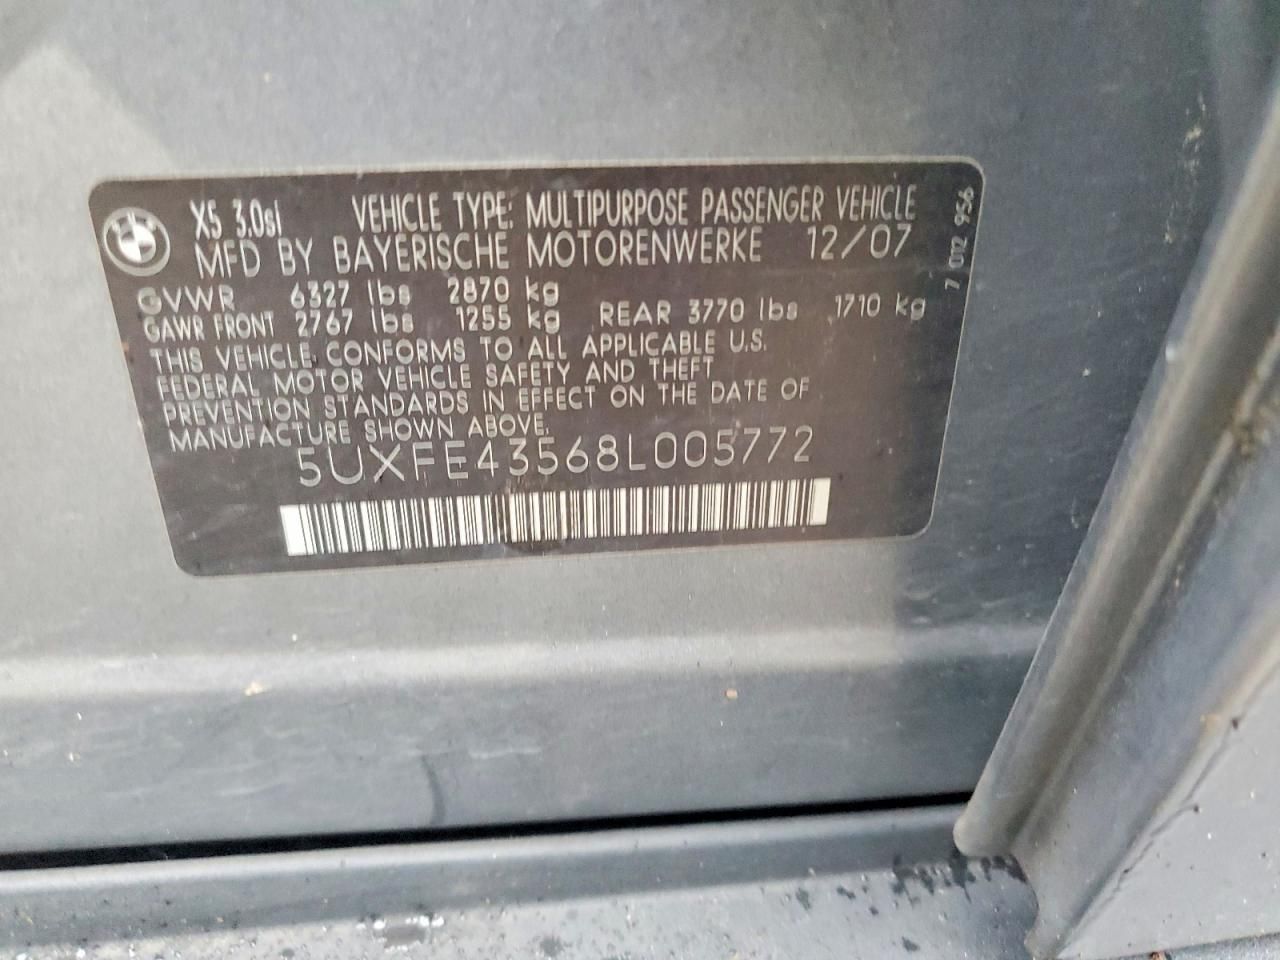 X5 3.0si VEHICLE TYPE: MULTIPURPOSE PASSENGER VEHICLE
MFD BY BAYERISCHE MOTORENWERKE 12/07
GVWR 6327 lbs 2870 kg
GAWR FRONT 2767 lbs 1255 kg REAR 3770 lbs 1710 kg
THIS VEHICLE CONFORMS TO ALL APPLICABLE U.S.
FEDERAL MOTOR VEHICLE SAFETY AND THEFT
PREVENTION STANDARDS IN EFFECT ON THE DATE OF
MANUFACTURE SHOWN ABOVE.
5UXFE43568L005772
7 072 956